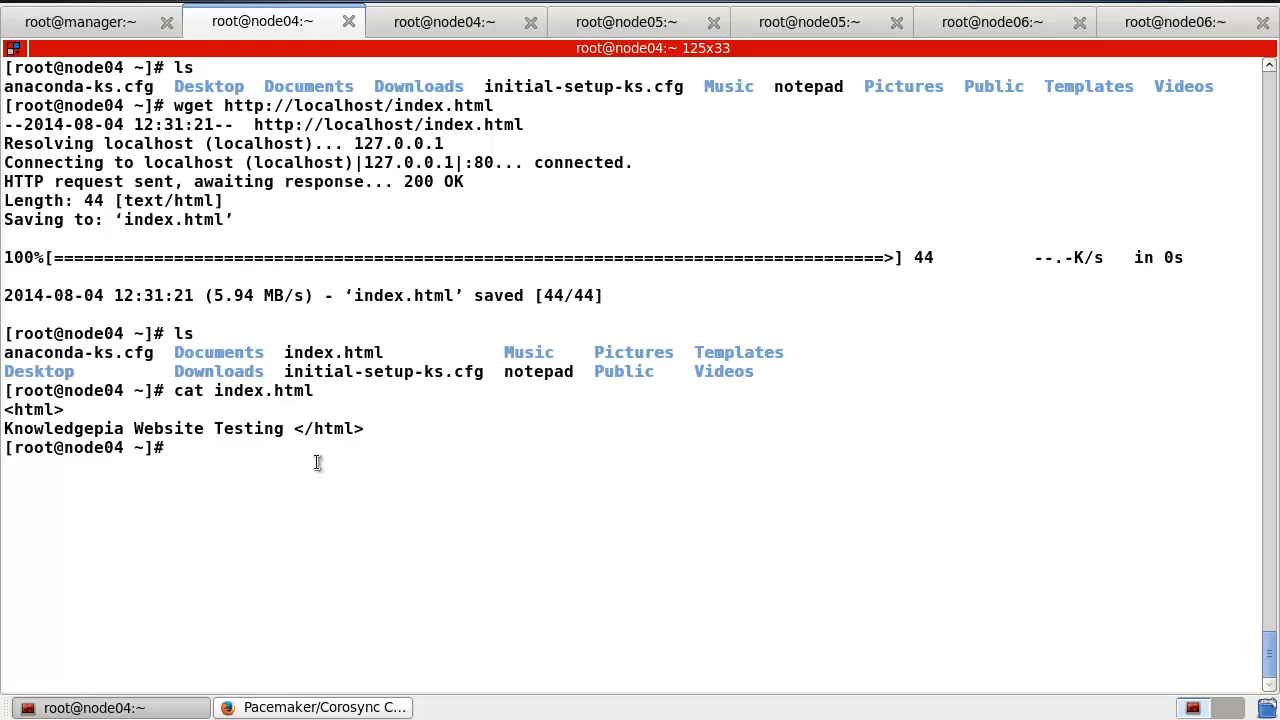 root@manager:~ root@node04:~ root@node04:~ root@node05:~ root@node05:~ root@node06:~ root@node06:~
root@node04:~ 125x33
[root@node04 ~]# ls
anaconda-ks.cfg  Desktop  Documents  Downloads  initial-setup-ks.cfg  Music  notepad  Pictures  Public  Templates  Videos
[root@node04 ~]# wget http://localhost/index.html
--2014-08-04 12:31:21--  http://localhost/index.html
Resolving localhost (localhost)... 127.0.0.1
Connecting to localhost (localhost)|127.0.0.1|:80... connected.
HTTP request sent, awaiting response... 200 OK
Length: 44 [text/html]
Saving to: ‘index.html’
100%[===================================================================================>] 44          --.-K/s   in 0s
2014-08-04 12:31:21 (5.94 MB/s) - ‘index.html’ saved [44/44]
[root@node04 ~]# ls
anaconda-ks.cfg  Documents  index.html            Music    Pictures  Templates
Desktop          Downloads  initial-setup-ks.cfg  notepad  Public    Videos
[root@node04 ~]# cat index.html
<html>
Knowledgepia Website Testing </html>
[root@node04 ~]#
root@node04:~ Pacemaker/Corosync C...